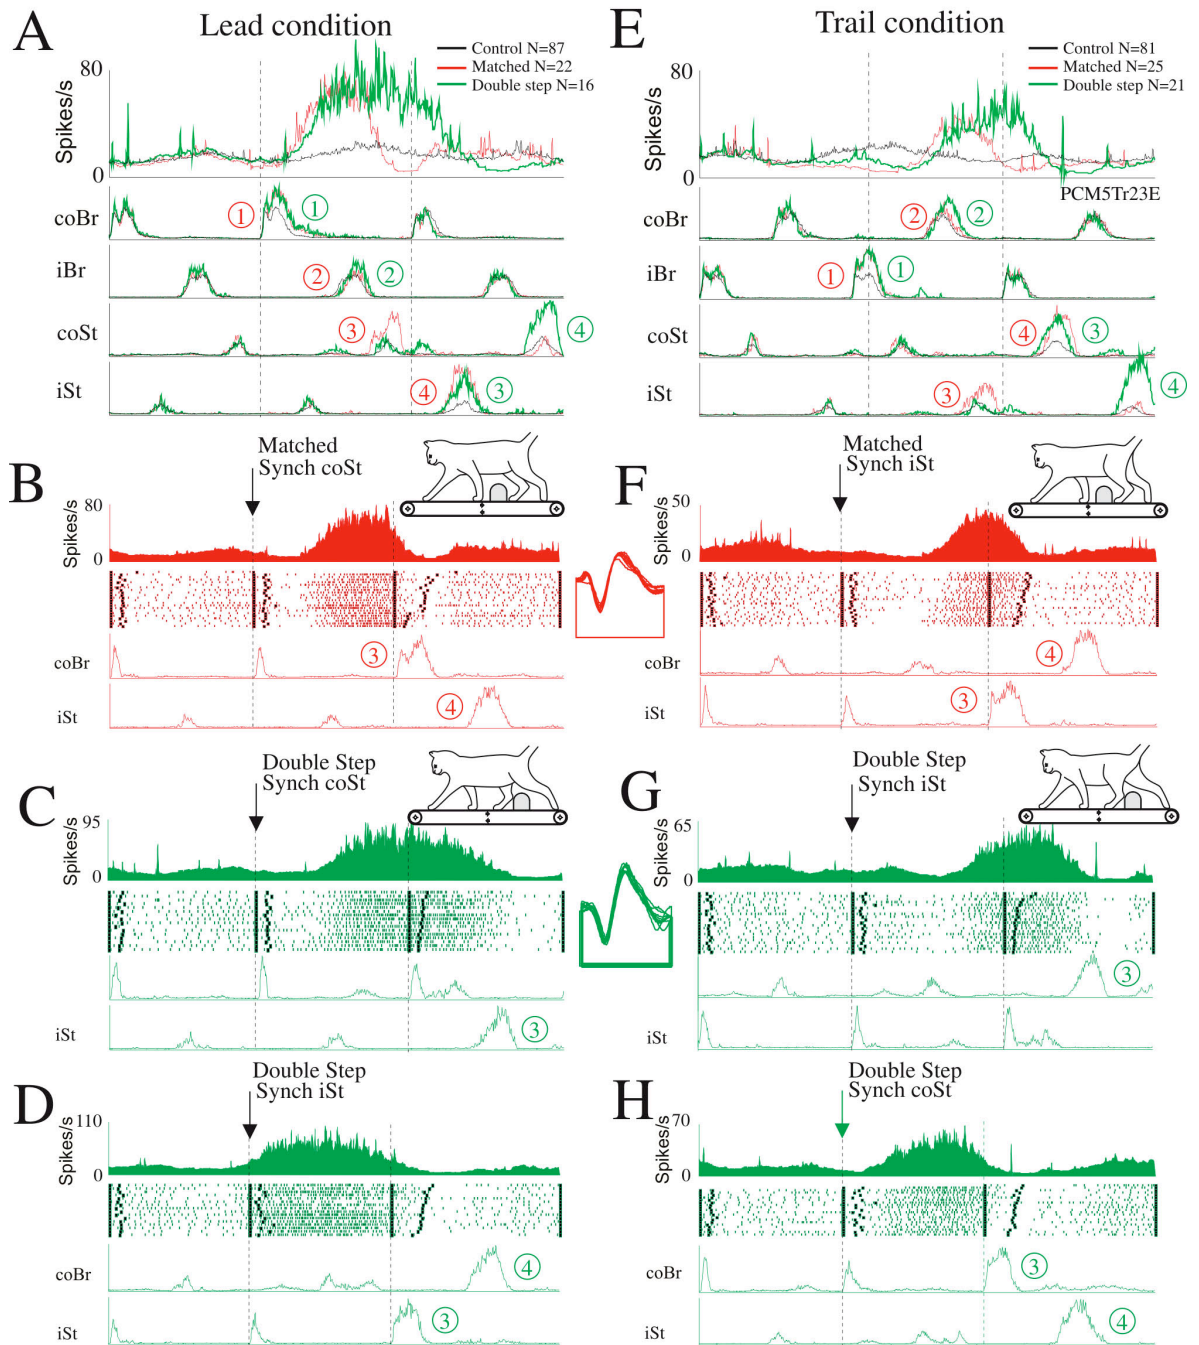 A
Lead condition
Control N=87
Matched N=22
Double step N=16
80
Spikes/s
0
coBr
1
1
iBr
2
2
coSt
3
4
iSt
4
3
E
Trail condition
Control N=81
Matched N=25
Double step N=21
80
Spikes/s
0
PCM5Tr23E
coBr
2
2
iBr
1
1
coSt
4
3
iSt
3
4
B
Matched
Synch coSt
80
Spikes/s
0
coBr
3
iSt
4
F
Matched
Synch iSt
50
Spikes/s
0
coBr
4
iSt
3
C
Double Step
Synch coSt
95
Spikes/s
0
iSt
3
G
Double Step
Synch iSt
65
Spikes/s
0
3
iSt
D
Double Step
Synch iSt
110
Spikes/s
0
coBr
4
iSt
3
H
Double Step
Synch coSt
70
Spikes/s
0
coBr
3
iSt
4